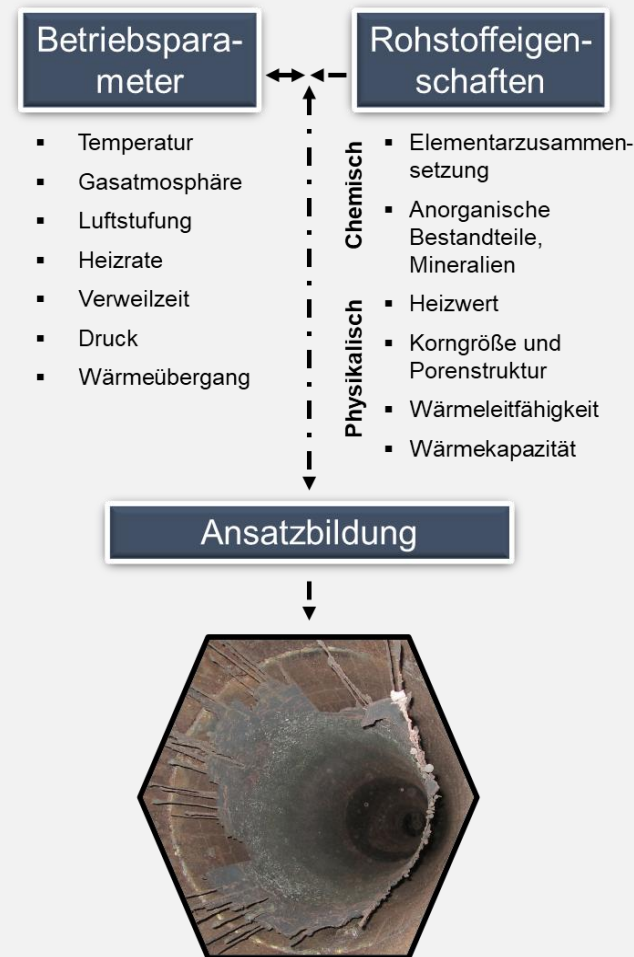 Betriebspara-
meter
Temperatur
Gasatmosphäre
Luftstufung
Heizrate
Verweilzeit
Druck
Wärmeübergang
Rohstoffeigen-
schaften
Chemisch
Elementarzusammen-
setzung
Anorganische
Bestandteile,
Mineralien
Physikalisch
Heizwert
Korngröße und
Porenstruktur
Wärmeleitfähigkeit
Wärmekapazität
Ansatzbildung